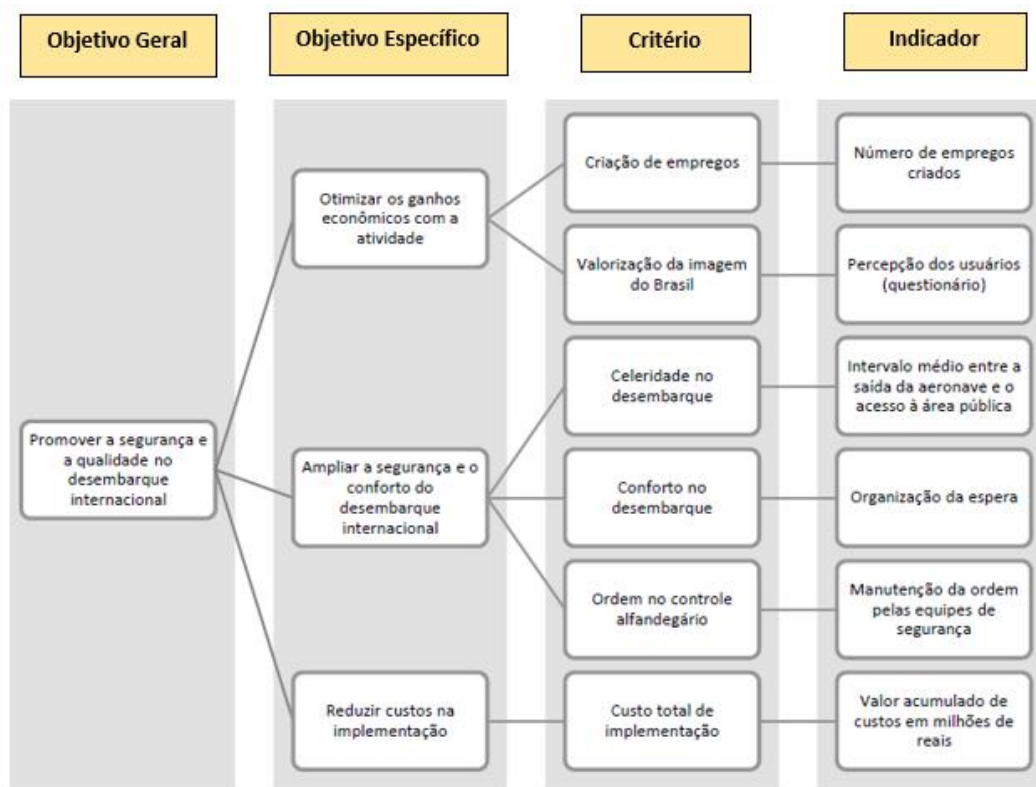 Objetivo Geral
Objetivo Específico
Critério
Indicador
Promover a segurança e
a qualidade no
desembarque
internacional
Otimizar os ganhos
econômicos com a
atividade
Ampliar a segurança e o
conforto do
desembarque
internacional
Reduzir custos na
implementação
Criação de empregos
Valorização da imagem
do Brasil
Celeridade no
desembarque
Conforto no
desembarque
Ordem no controle
alfandegário
Custo total de
implementação
Número de empregos
criados
Percepção dos usuários
(questionário)
Intervalo médio entre a
saída da aeronave e o
acesso à área pública
Organização da espera
Manutenção da ordem
pelas equipes de
segurança
Valor acumulado de
custos em milhões de
reais